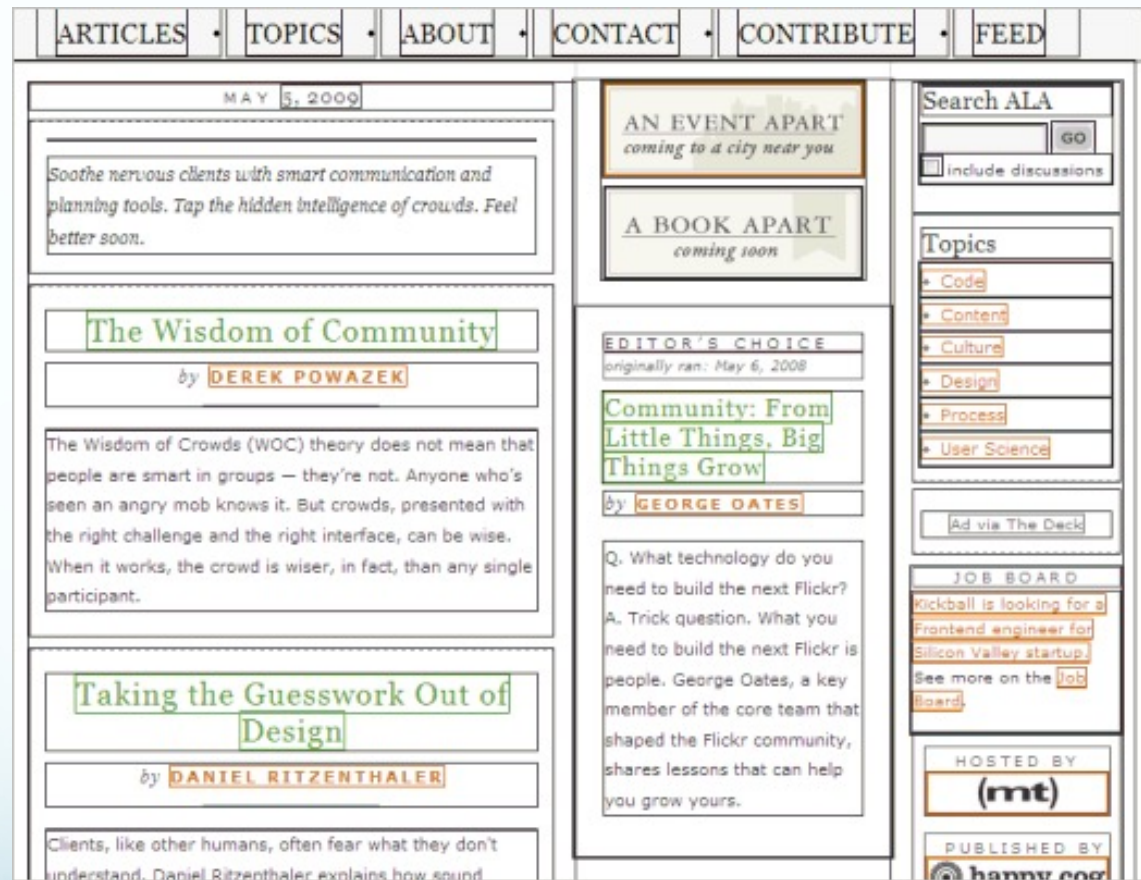 ARTICLES • TOPICS • ABOUT • CONTACT • CONTRIBUTE • FEED
MAY 5, 2009
Soothe nervous clients with smart communication and
planning tools. Tap the hidden intelligence of crowds. Feel
better soon.
The Wisdom of Community
by DEREK POWAZEK
The Wisdom of Crowds (WOC) theory does not mean that
people are smart in groups — they’re not. Anyone who’s
seen an angry mob knows it. But crowds, presented with
the right challenge and the right interface, can be wise.
When it works, the crowd is wiser, in fact, than any single
participant.
Taking the Guesswork Out of
Design
by DANIEL RITZENTHALER
Clients, like other humans, often fear what they don’t
understand. Daniel Ritzenthaler explains how sound
AN EVENT APART
coming to a city near you
A BOOK APART
coming soon
EDITOR’S CHOICE
originally ran: May 6, 2008
Community: From
Little Things, Big
Things Grow
by GEORGE OATES
Q. What technology do you
need to build the next Flickr?
A. Trick question. What you
need to build the next Flickr is
people. George Oates, a key
member of the core team that
shaped the Flickr community,
shares lessons that can help
you grow yours.
Search ALA
GO
include discussions
Topics
• Code
• Content
• Culture
• Design
• Process
• User Science
Ad via The Deck
JOB BOARD
Kickball is looking for a
Frontend engineer for
Silicon Valley startup.
See more on the Job
Board.
HOSTED BY
(mt)
PUBLISHED BY
happy cog